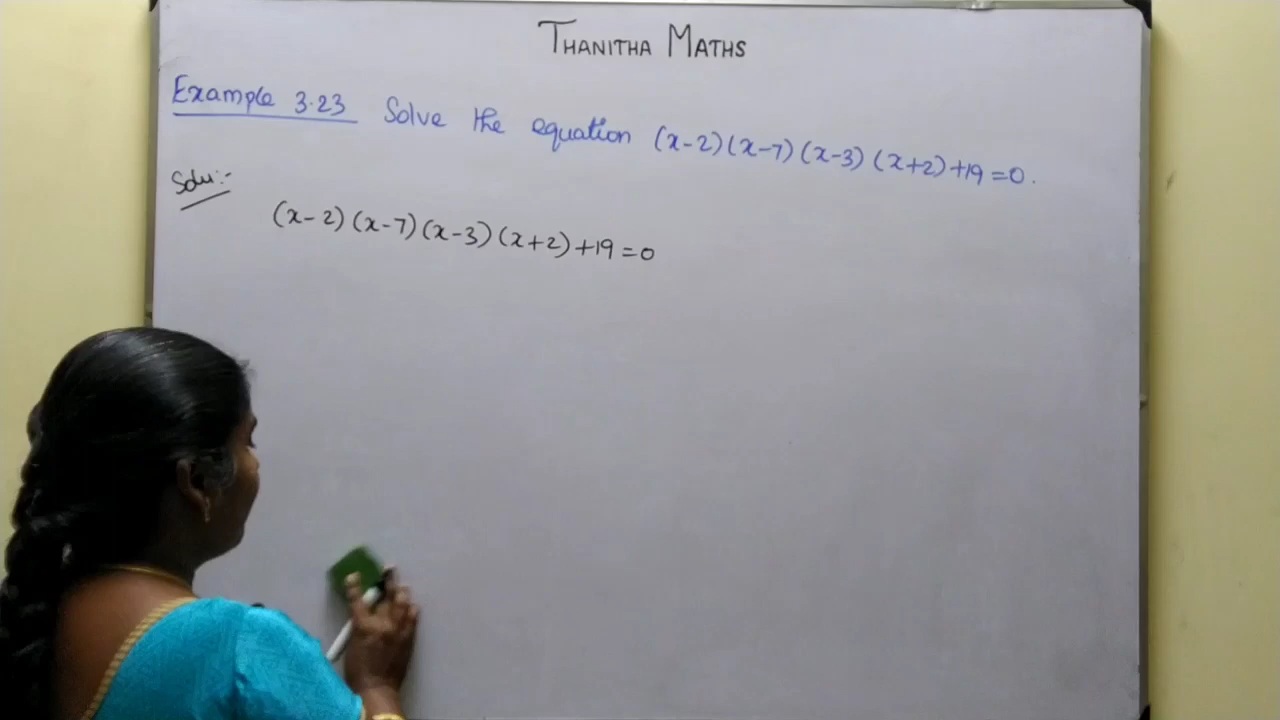 THANITHA MATHS
Example 3.23 Solve the equation (x-2)(x-7)(x-3)(x+2)+19=0.
Solu:-
(x-2)(x-7)(x-3)(x+2)+19=0